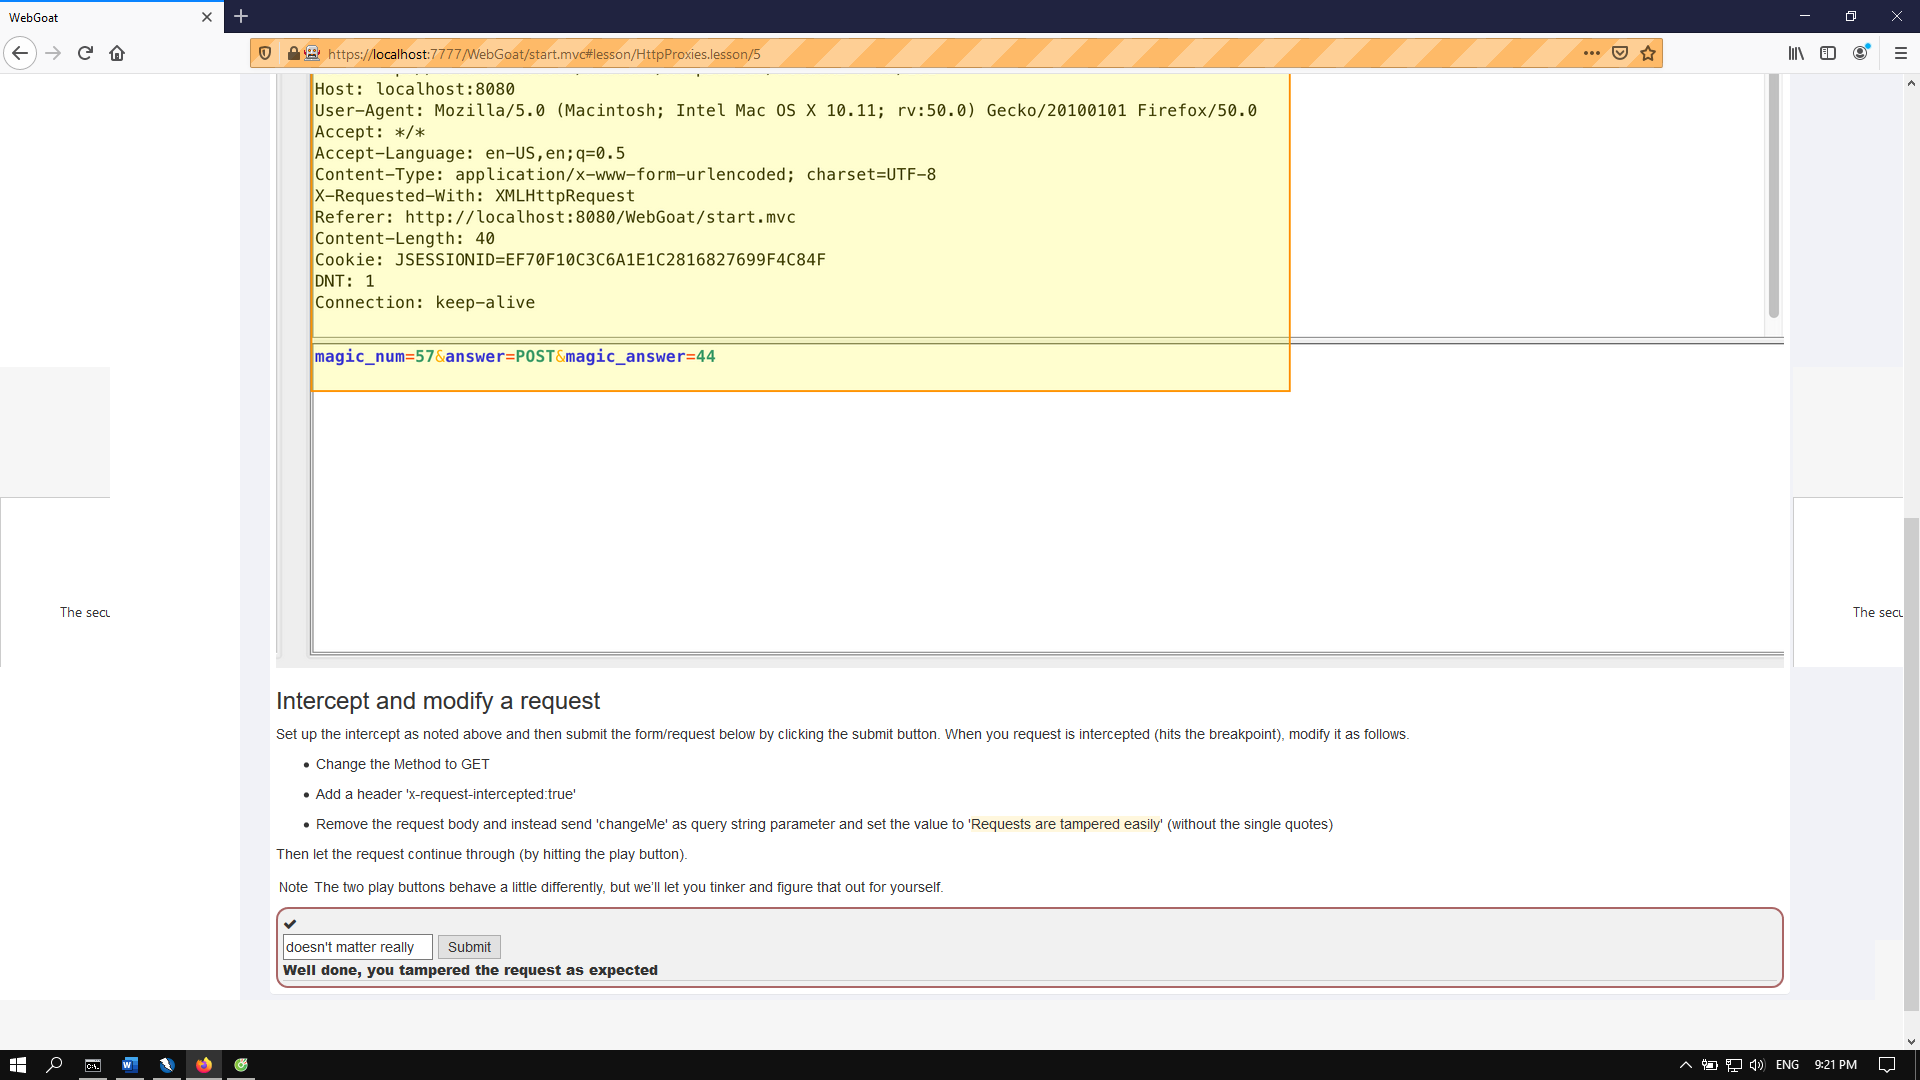 WebGoat
https://localhost:7777/WebGoat/start.mvc#lesson/HttpProxies.lesson/5
Host: localhost:8080
User-Agent: Mozilla/5.0 (Macintosh; Intel Mac OS X 10.11; rv:50.0) Gecko/20100101 Firefox/50.0
Accept: */*
Accept-Language: en-US,en;q=0.5
Content-Type: application/x-www-form-urlencoded; charset=UTF-8
X-Requested-With: XMLHttpRequest
Referer: http://localhost:8080/WebGoat/start.mvc
Content-Length: 40
Cookie: JSESSIONID=EF70F10C3C6A1E1C2816827699F4C84F
DNT: 1
Connection: keep-alive
magic_num=57&answer=POST&magic_answer=44
The secu
The secu
Intercept and modify a request
Set up the intercept as noted above and then submit the form/request below by clicking the submit button. When you request is intercepted (hits the breakpoint), modify it as follows.
• Change the Method to GET
• Add a header 'x-request-intercepted:true'
• Remove the request body and instead send 'changeMe' as query string parameter and set the value to 'Requests are tampered easily' (without the single quotes)
Then let the request continue through (by hitting the play button).
Note The two play buttons behave a little differently, but we'll let you tinker and figure that out for yourself.
doesn't matter really Submit
Well done, you tampered the request as expected
ENG 9:21 PM